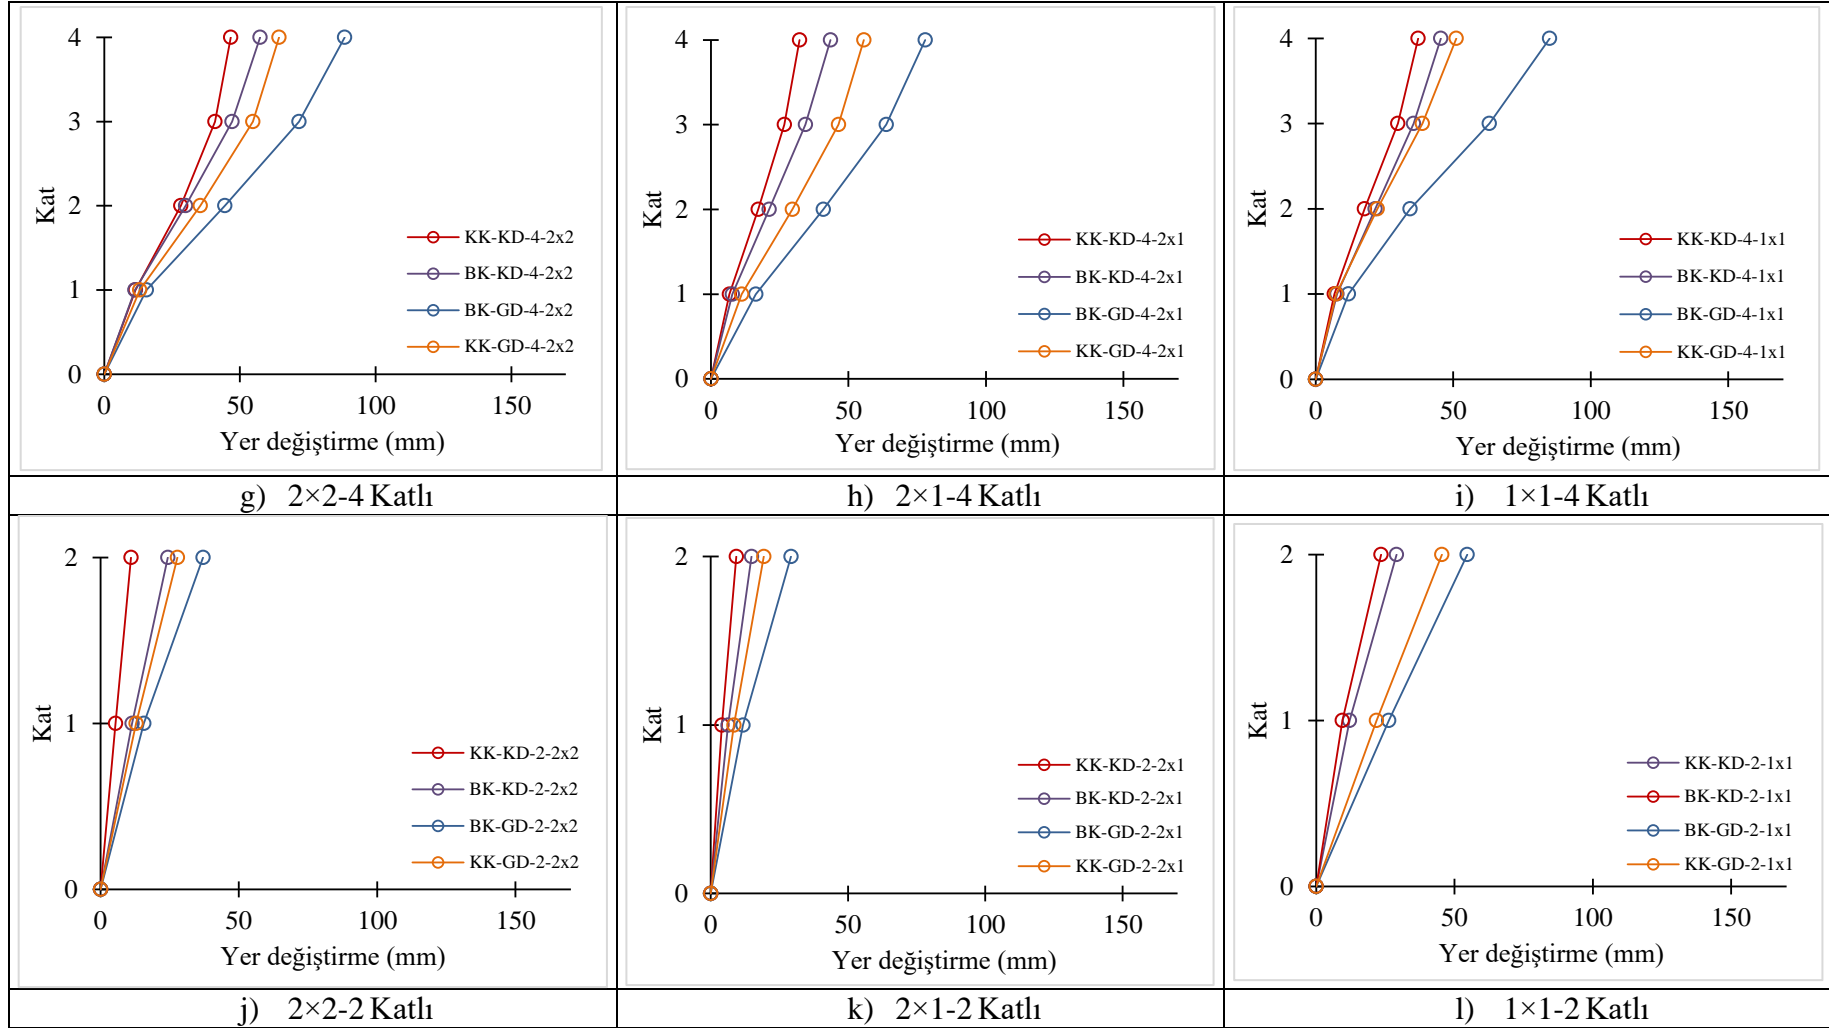 4
3
2
1
0
Kat
KK-KD-4-2x2
BK-KD-4-2x2
BK-GD-4-2x2
KK-GD-4-2x2
0 50 100 150
Yer değiştirme (mm)
g) 2×2-4 Katlı
4
3
2
1
0
Kat
KK-KD-4-2x1
BK-KD-4-2x1
BK-GD-4-2x1
KK-GD-4-2x1
0 50 100 150
Yer değiştirme (mm)
h) 2×1-4 Katlı
4
3
2
1
0
Kat
KK-KD-4-1x1
BK-KD-4-1x1
BK-GD-4-1x1
KK-GD-4-1x1
0 50 100 150
Yer değiştirme (mm)
i) 1×1-4 Katlı
2
1
0
Kat
KK-KD-2-2x2
BK-KD-2-2x2
BK-GD-2-2x2
KK-GD-2-2x2
0 50 100 150
Yer değiştirme (mm)
j) 2×2-2 Katlı
2
1
0
Kat
KK-KD-2-2x1
BK-KD-2-2x1
BK-GD-2-2x1
KK-GD-2-2x1
0 50 100 150
Yer değiştirme (mm)
k) 2×1-2 Katlı
2
1
0
Kat
KK-KD-2-1x1
BK-KD-2-1x1
BK-GD-2-1x1
KK-GD-2-1x1
0 50 100 150
Yer değiştirme (mm)
l) 1×1-2 Katlı